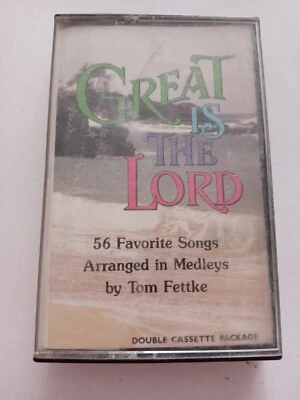 GREAT
IS
THE
LORD
56 Favorite Songs
Arranged in Medleys
by Tom Fettke
DOUBLE CASSETTE PACKAGE